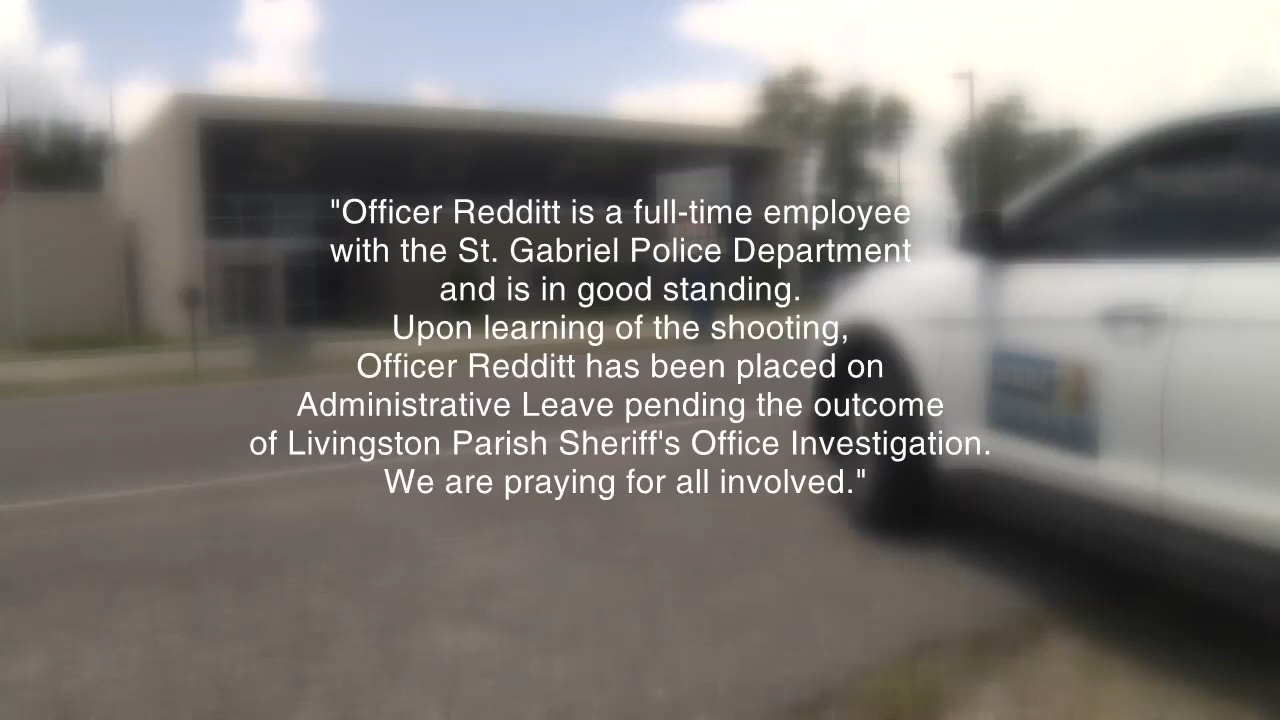 "Officer Redditt is a full-time employee
with the St. Gabriel Police Department
and is in good standing.
Upon learning of the shooting,
Officer Redditt has been placed on
Administrative Leave pending the outcome
of Livingston Parish Sheriff's Office Investigation.
We are praying for all involved."